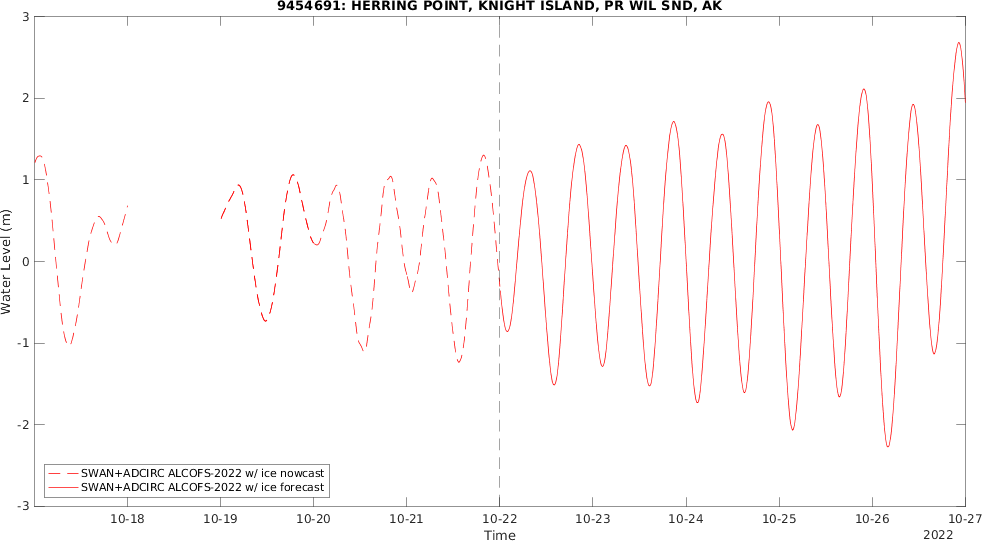 9454691: HERRING POINT, KNIGHT ISLAND, PR WIL SND, AK
3
2
1
0
-1
-2
-3
Water Level (m)
SWAN+ADCIRC ALCOFS-2022 w/ ice nowcast
SWAN+ADCIRC ALCOFS-2022 w/ ice forecast
10-18 10-19 10-20 10-21 10-22 10-23 10-24 10-25 10-26 10-27
Time
2022